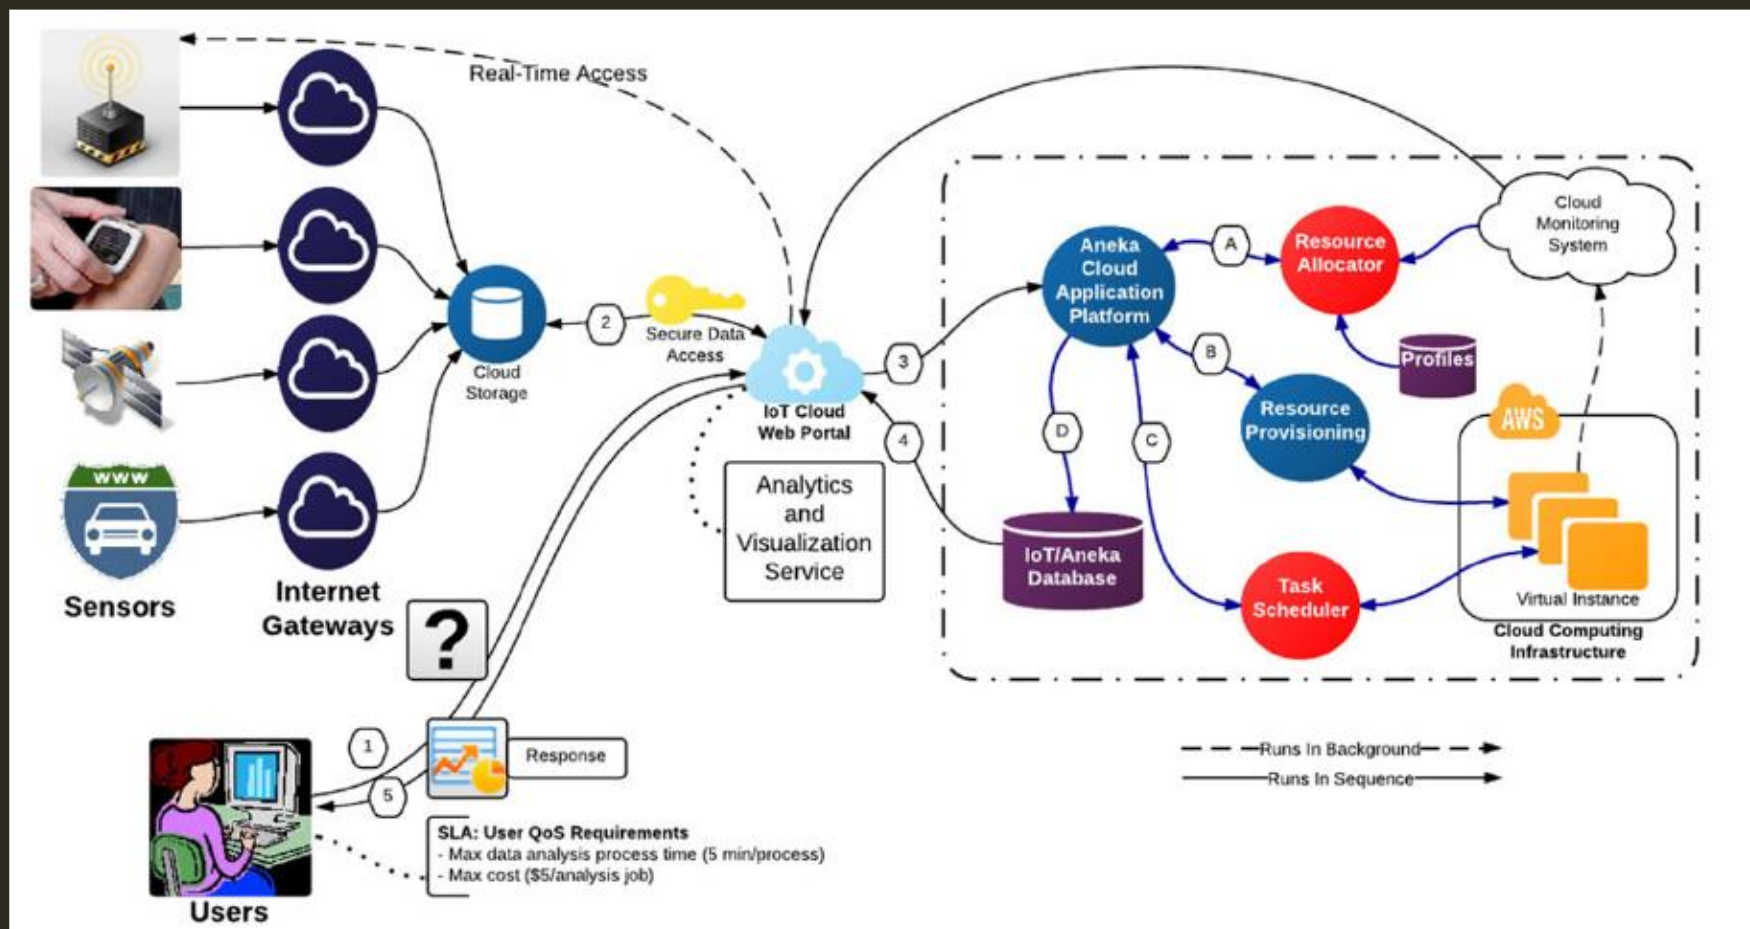 Real-Time Access
WWW
Sensors
Internet
Gateways
Cloud
Storage
2
Secure Data
Access
IoT Cloud
Web Portal
Analytics
and
Visualization
Service
3
4
Aneka
Cloud
Application
Platform
A
Resource
Allocator
Cloud
Monitoring
System
Profiles
B
Resource
Provisioning
AWS
D
C
IoT/Aneka
Database
Task
Scheduler
Virtual Instance
Cloud Computing
Infrastructure
?
1
5
Response
Users
SLA: User QoS Requirements
- Max data analysis process time (5 min/process)
- Max cost ($5/analysis job)
Runs In Background
Runs In Sequence